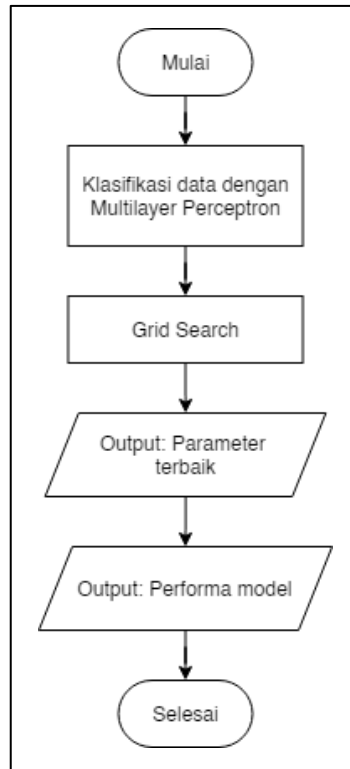 Mulai
Klasifikasi data dengan
Multilayer Perceptron
Grid Search
Output: Parameter
terbaik
Output: Performa model
Selesai